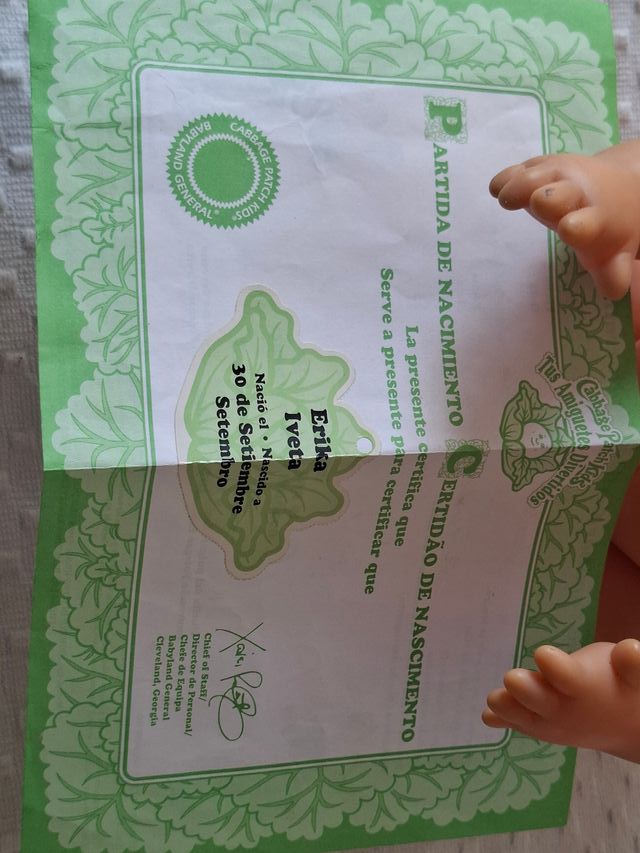 Cabbage Patch Kids
Tus Amiguetes Divertidos
PARTIDA DE NACIMIENTO CERTIDÃO DE NASCIMENTO
La presente certifica que
Serve a presente para certificar que
Erika
Iveta
Nació el • Nascido a
30 de Setiembre
Setembro
CABBAGE PATCH KIDS®
BABYLAND GENERAL®
Chief of Staff/
Director de Personal/
Chefe de Equipa
Babyland General
Cleveland, Georgia